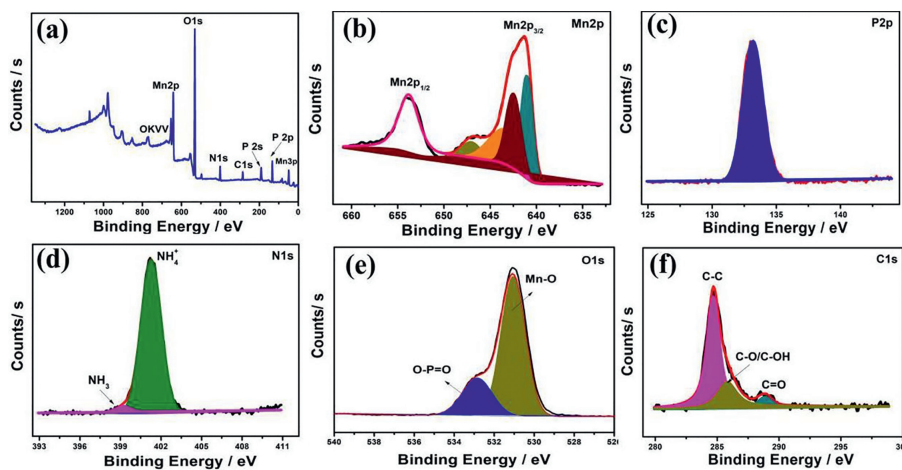 (a)
O1s
Mn2p
OKVV
N1s
C1s
P 2s
P 2p
Mn3p
Counts/ s
1200 1000 800 600 400 200 0
Binding Energy / eV
(b)
Mn2p3/2
Mn2p
Mn2p1/2
Counts/ s
660 655 650 645 640 635
Binding Energy / eV
(c)
P2p
Counts/ s
125 130 135 140
Binding Energy / eV
(d)
NH4+
N1s
NH3
Counts/ s
393 396 399 402 405 408 411
Binding Energy / eV
(e)
O1s
Mn-O
O-P=O
Counts/ s
540 538 536 534 532 530 528 526
Binding Energy / eV
(f)
C1s
C-C
C-O/C-OH
C=O
Counts/ s
280 285 290 295 30
Binding Energy / eV